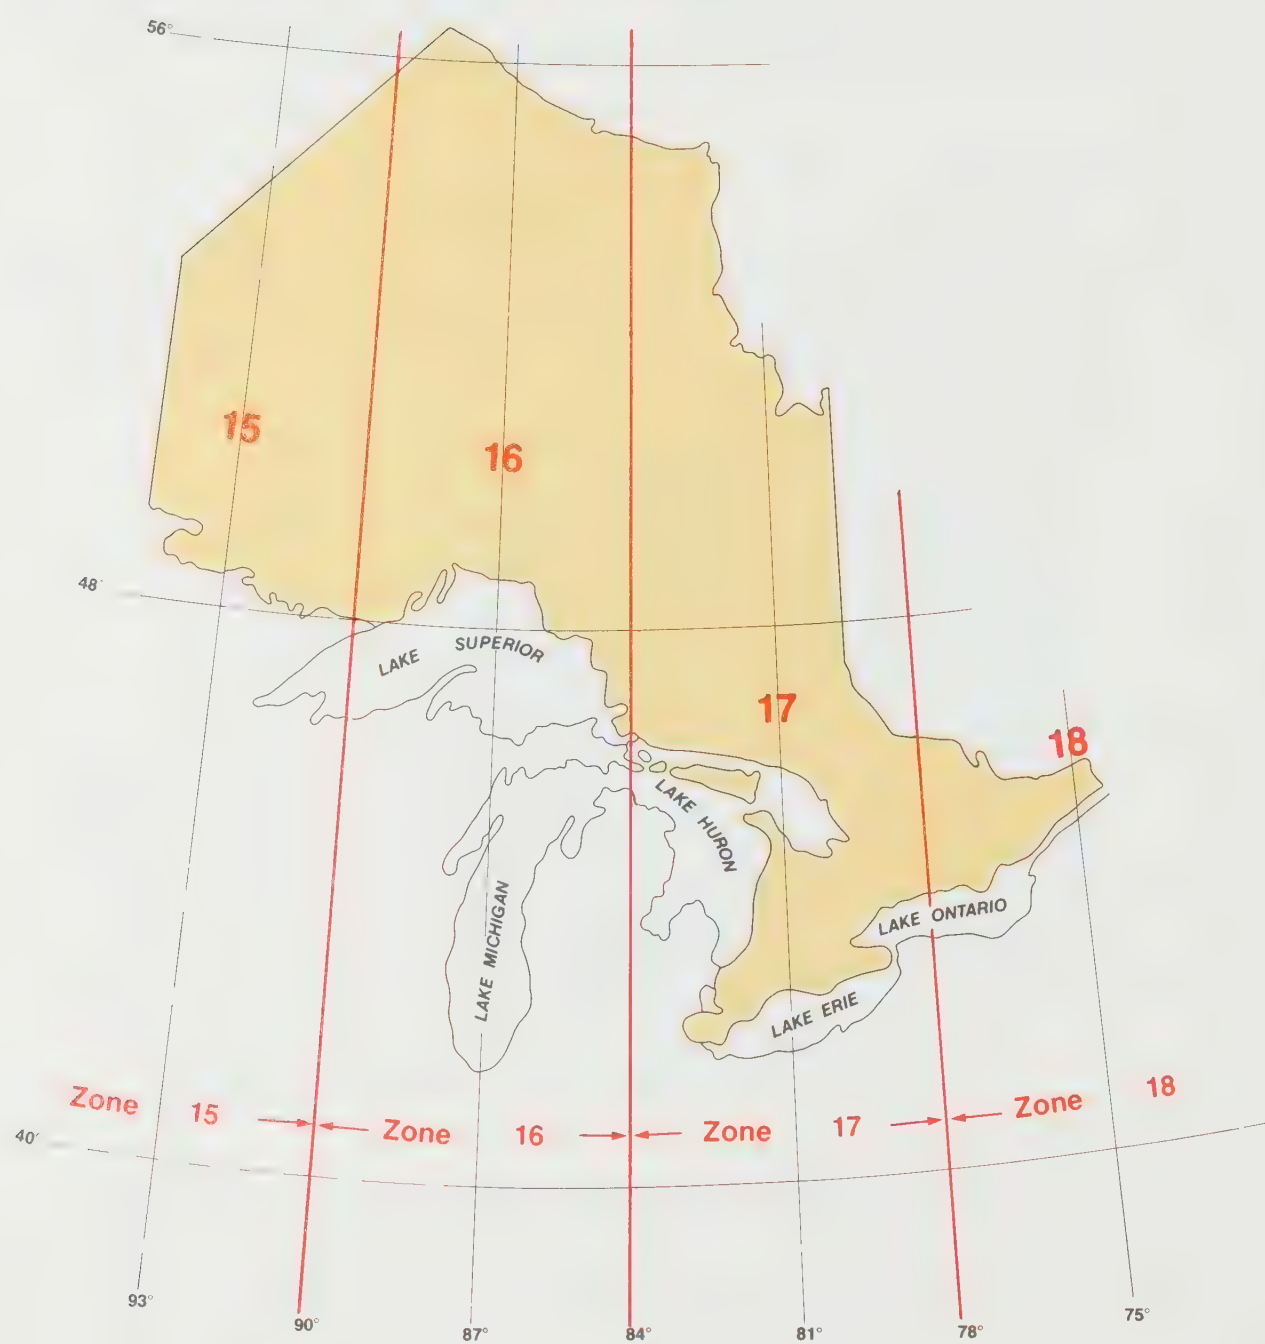 56°
15
16
48
LAKE SUPERIOR
17
18
LAKE HURON
LAKE MICHIGAN
LAKE ONTARIO
LAKE ERIE
Zone 15
Zone 16
Zone 17
Zone 18
40
93°
90°
87°
84°
81°
78°
75°